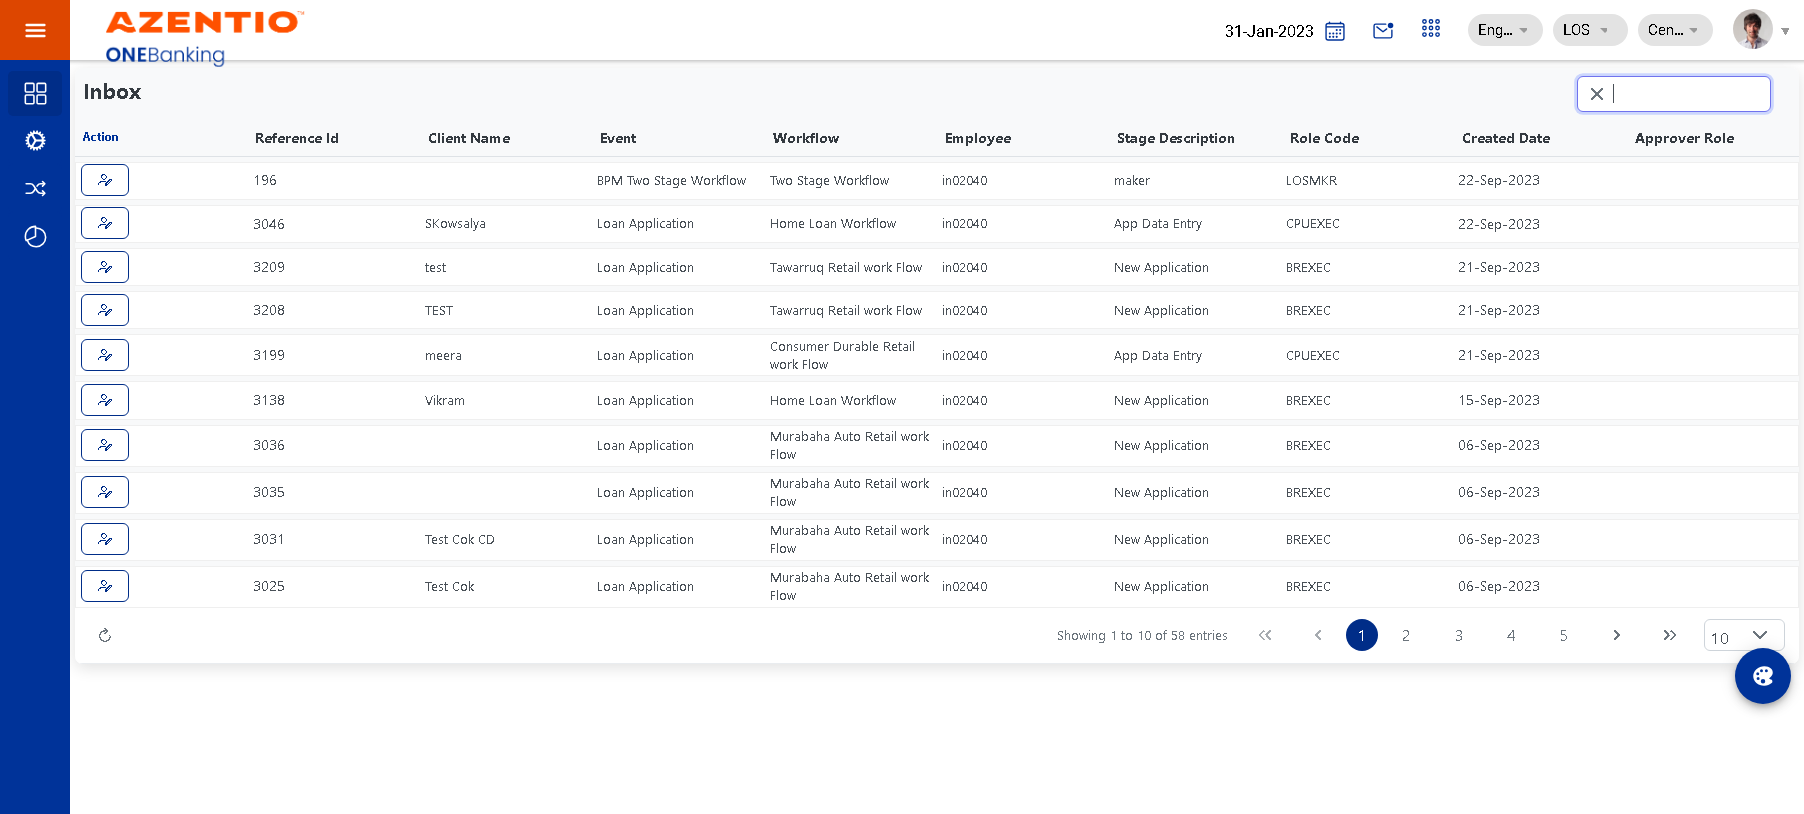 AZENTIO™
ONEBanking
31-Jan-2023 Eng... LOS Cen...
Inbox
Action Reference Id Client Name Event Workflow Employee Stage Description Role Code Created Date Approver Role
196 BPM Two Stage Workflow Two Stage Workflow in02040 maker LOSMKR 22-Sep-2023
3046 SKowsalya Loan Application Home Loan Workflow in02040 App Data Entry CPUEXEC 22-Sep-2023
3209 test Loan Application Tawarruq Retail work Flow in02040 New Application BREXEC 21-Sep-2023
3208 TEST Loan Application Tawarruq Retail work Flow in02040 New Application BREXEC 21-Sep-2023
3199 meera Loan Application Consumer Durable Retail work Flow in02040 App Data Entry CPUEXEC 21-Sep-2023
3138 Vikram Loan Application Home Loan Workflow in02040 New Application BREXEC 15-Sep-2023
3036 Loan Application Murabaha Auto Retail work Flow in02040 New Application BREXEC 06-Sep-2023
3035 Loan Application Murabaha Auto Retail work Flow in02040 New Application BREXEC 06-Sep-2023
3031 Test Cok CD Loan Application Murabaha Auto Retail work Flow in02040 New Application BREXEC 06-Sep-2023
3025 Test Cok Loan Application Murabaha Auto Retail work Flow in02040 New Application BREXEC 06-Sep-2023
Showing 1 to 10 of 58 entries 1 2 3 4 5 10